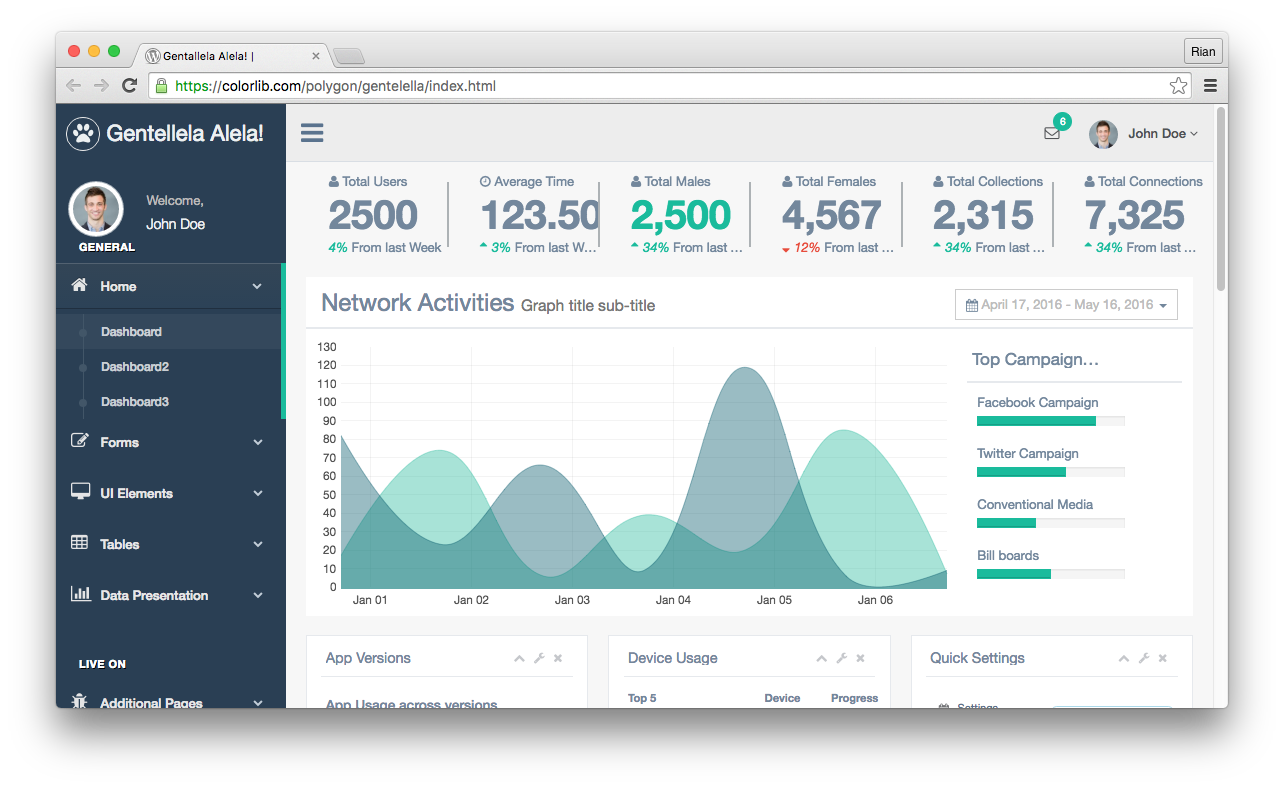 Gentallela Alela! |
Rian
https://colorlib.com/polygon/gentelella/index.html
Gentellela Alela!
6
John Doe
Welcome,
John Doe
GENERAL
Home
Dashboard
Dashboard2
Dashboard3
Forms
UI Elements
Tables
Data Presentation
LIVE ON
Additional Pages
Total Users
2500
4% From last Week
Average Time
123.50
3% From last W...
Total Males
2,500
34% From last ...
Total Females
4,567
12% From last ...
Total Collections
2,315
34% From last ...
Total Connections
7,325
34% From last ...
Network Activities Graph title sub-title
April 17, 2016 - May 16, 2016
130
120
110
100
90
80
70
60
50
40
30
20
10
0
Jan 01 Jan 02 Jan 03 Jan 04 Jan 05 Jan 06
Top Campaign...
Facebook Campaign
Twitter Campaign
Conventional Media
Bill boards
App Versions
App Usage across versions
Device Usage
Top 5 Device Progress
Quick Settings
Settings